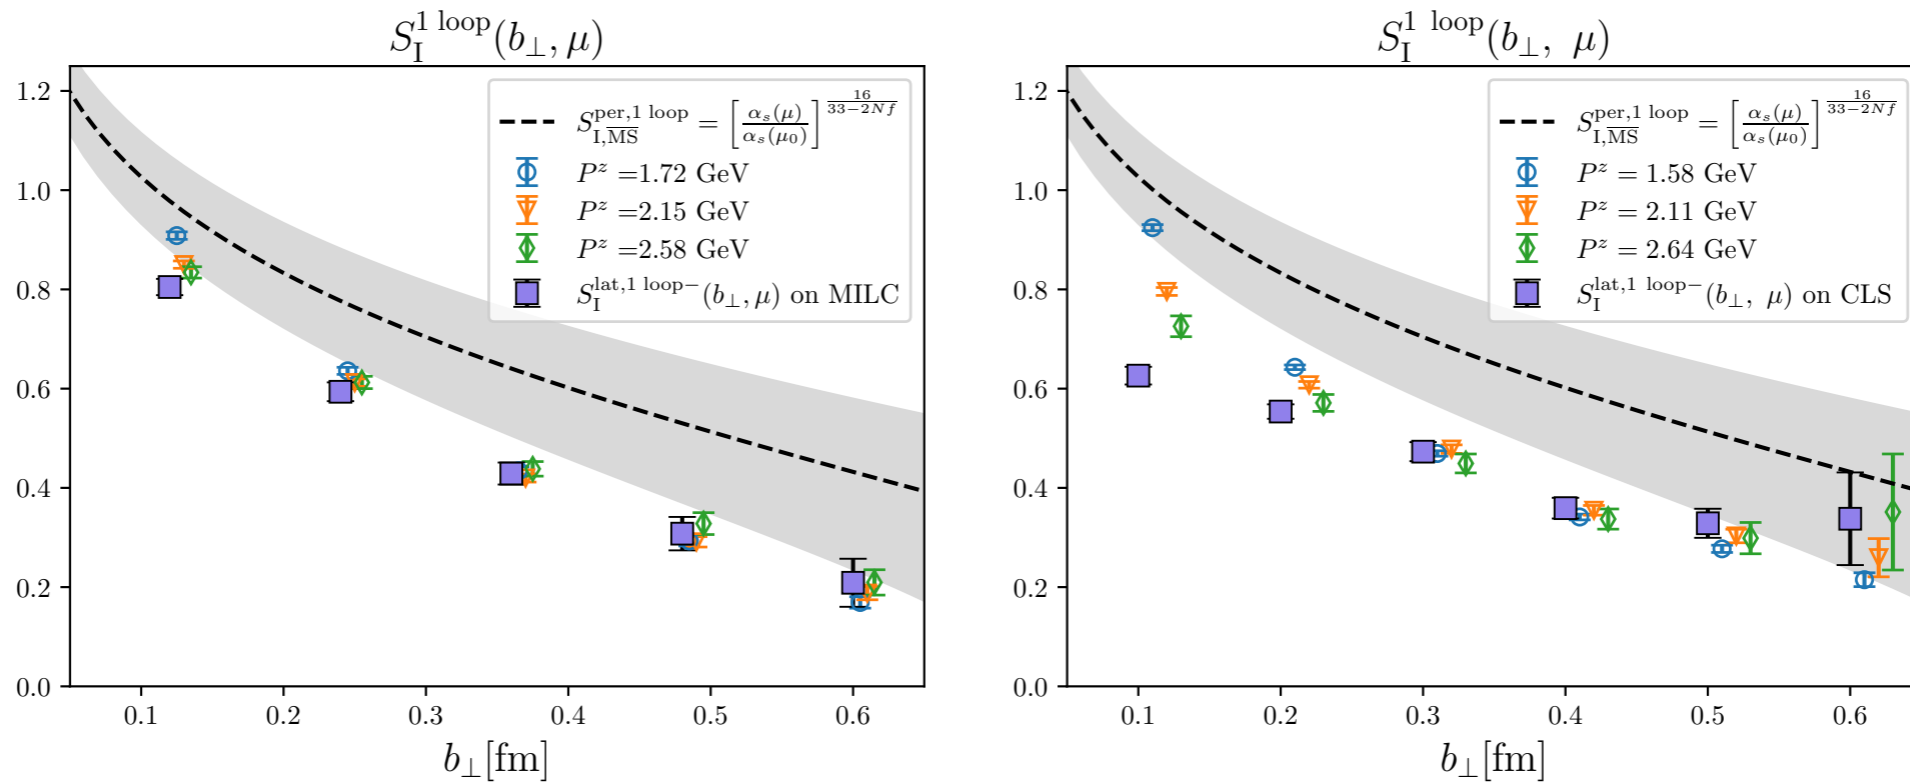 S_I^{1 loop}(b_⊥, μ)
S_{I,\overline{MS}}^{per,1 loop} = [α_s(μ)/α_s(μ_0)]^{16/(33−2Nf)}
P^z =1.72 GeV
P^z =2.15 GeV
P^z =2.58 GeV
S_I^{lat,1 loop−}(b_⊥, μ) on MILC
1.2
1.0
0.8
0.6
0.4
0.2
0.0
0.1 0.2 0.3 0.4 0.5 0.6
b_⊥[fm]
S_I^{1 loop}(b_⊥, μ)
S_{I,\overline{MS}}^{per,1 loop} = [α_s(μ)/α_s(μ_0)]^{16/(33−2Nf)}
P^z = 1.58 GeV
P^z = 2.11 GeV
P^z = 2.64 GeV
S_I^{lat,1 loop−}(b_⊥, μ) on CLS
1.2
1.0
0.8
0.6
0.4
0.2
0.0
0.1 0.2 0.3 0.4 0.5 0.6
b_⊥[fm]